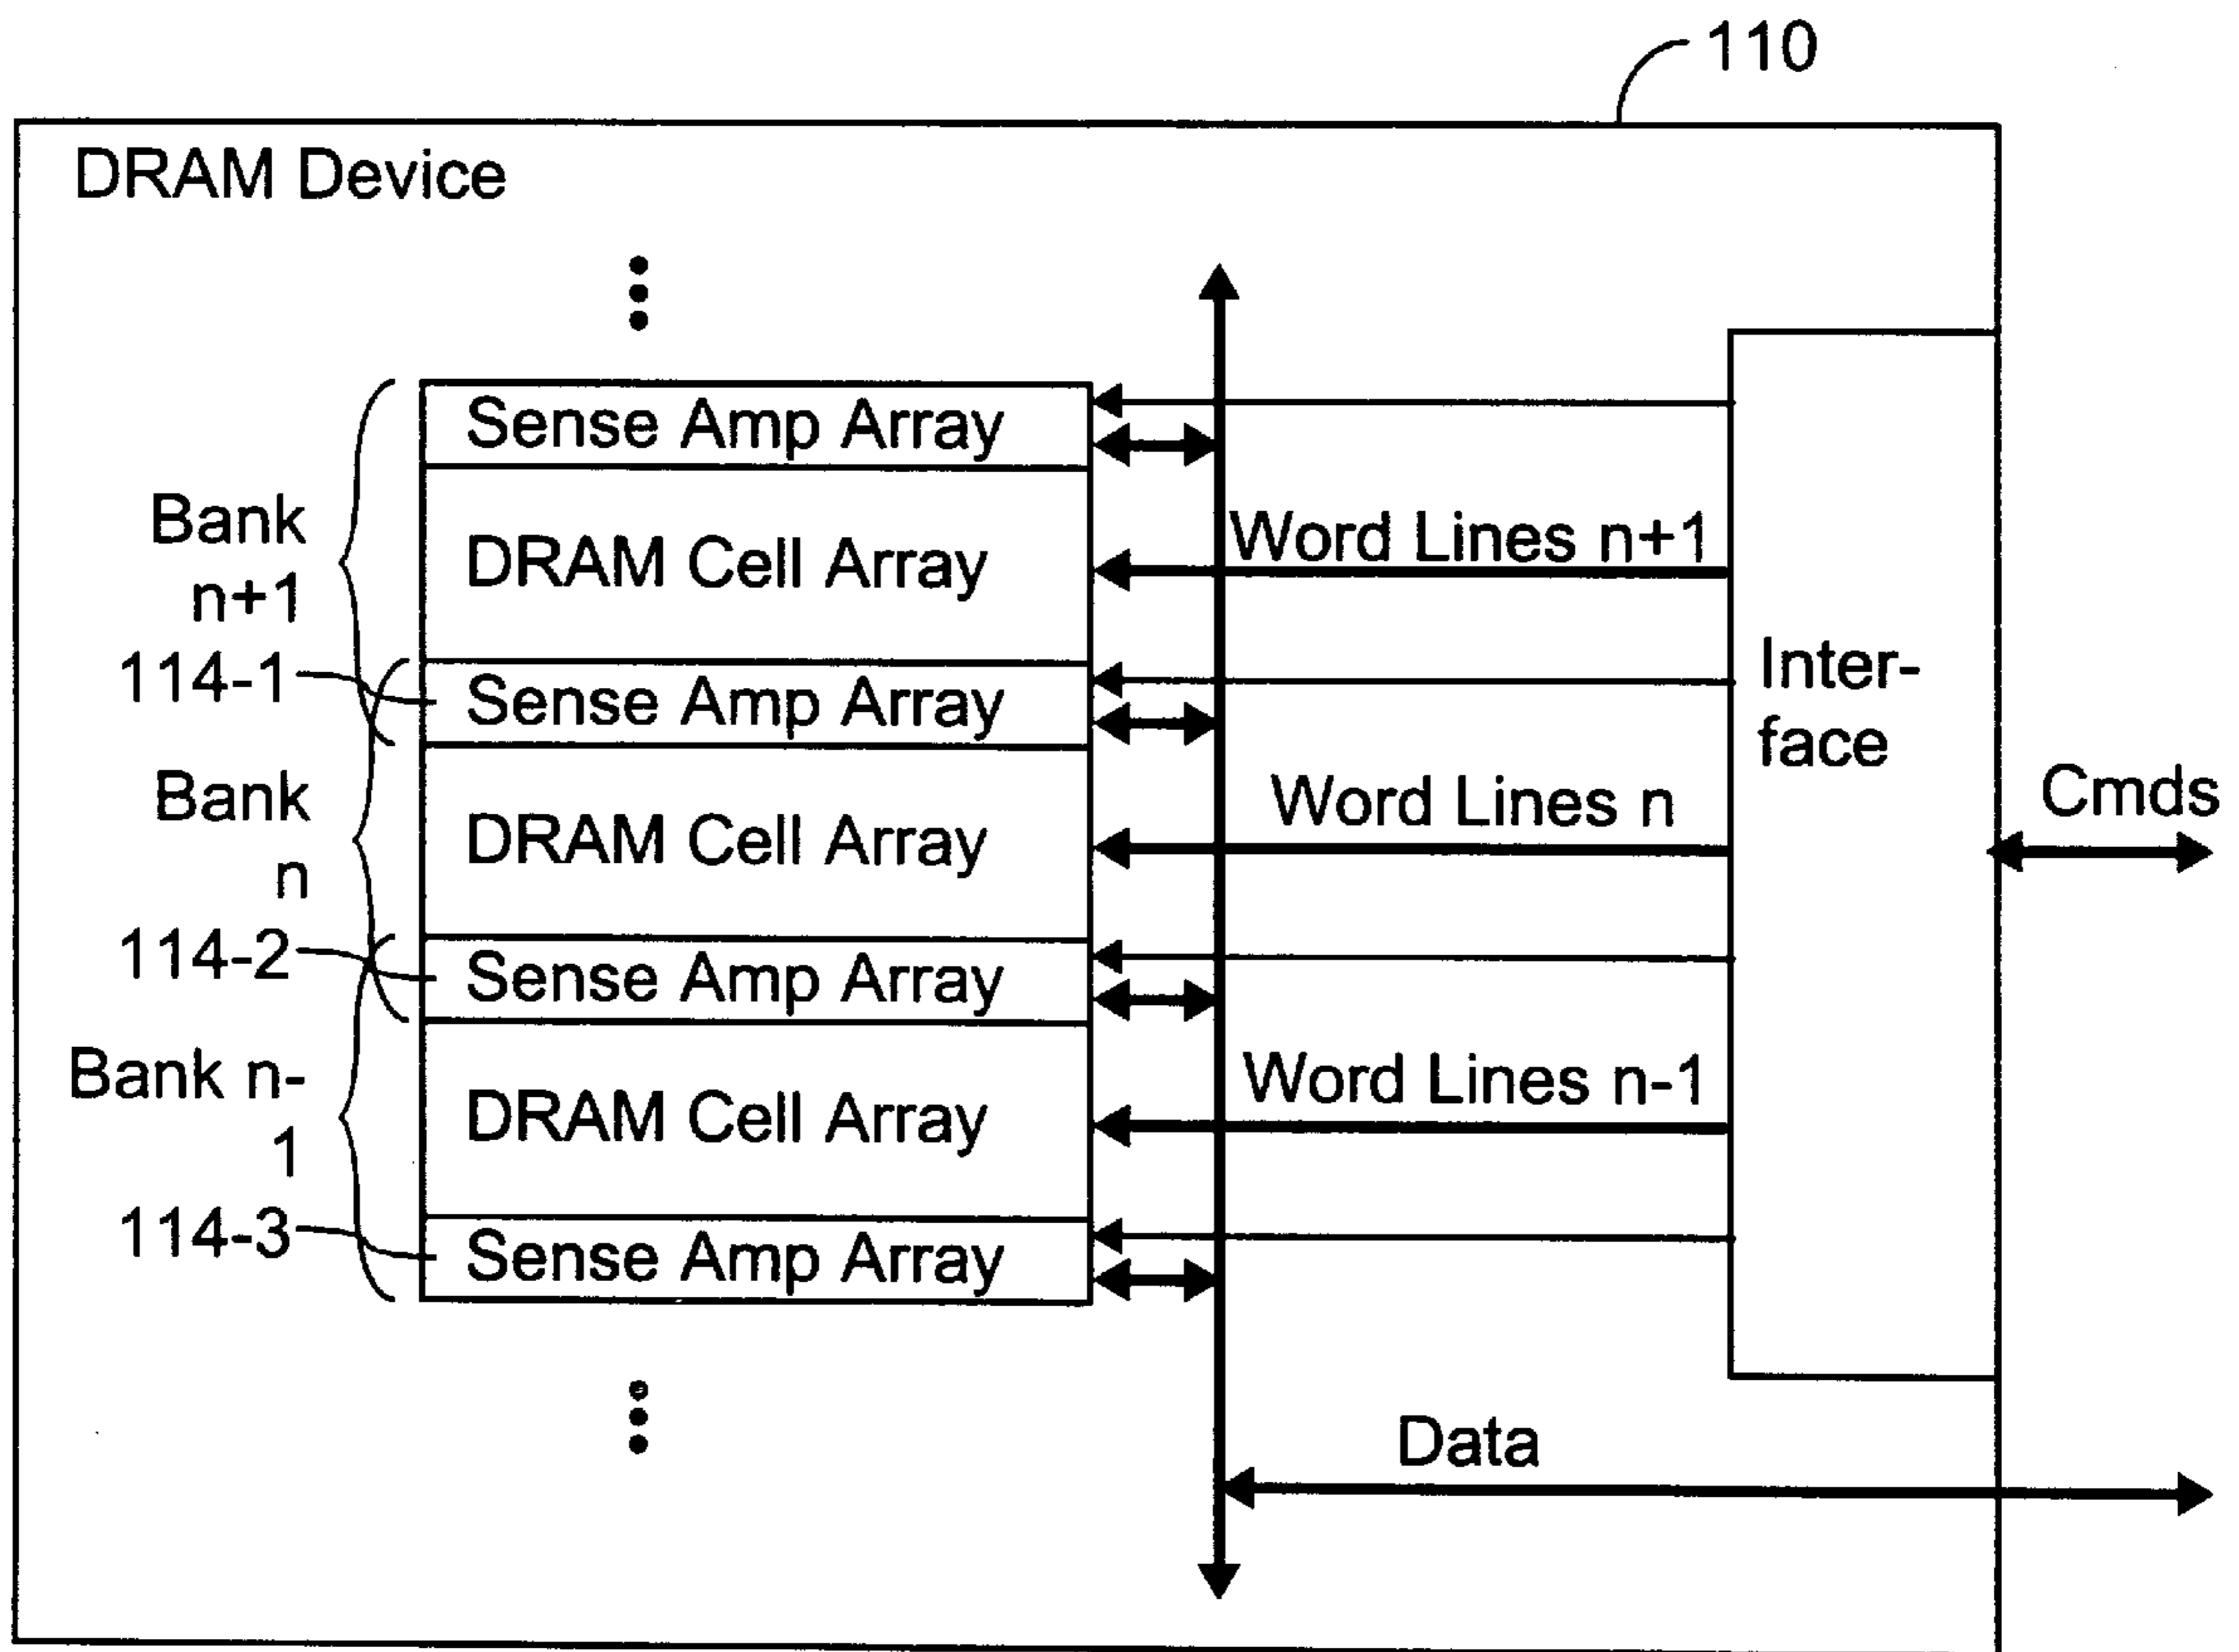 110
DRAM Device
Sense Amp Array
Bank
n+1
DRAM Cell Array
Word Lines n+1
114-1
Sense Amp Array
Inter-
face
Bank
n
DRAM Cell Array
Word Lines n
Cmds
114-2
Sense Amp Array
Bank n-
1
DRAM Cell Array
Word Lines n-1
114-3
Sense Amp Array
Data